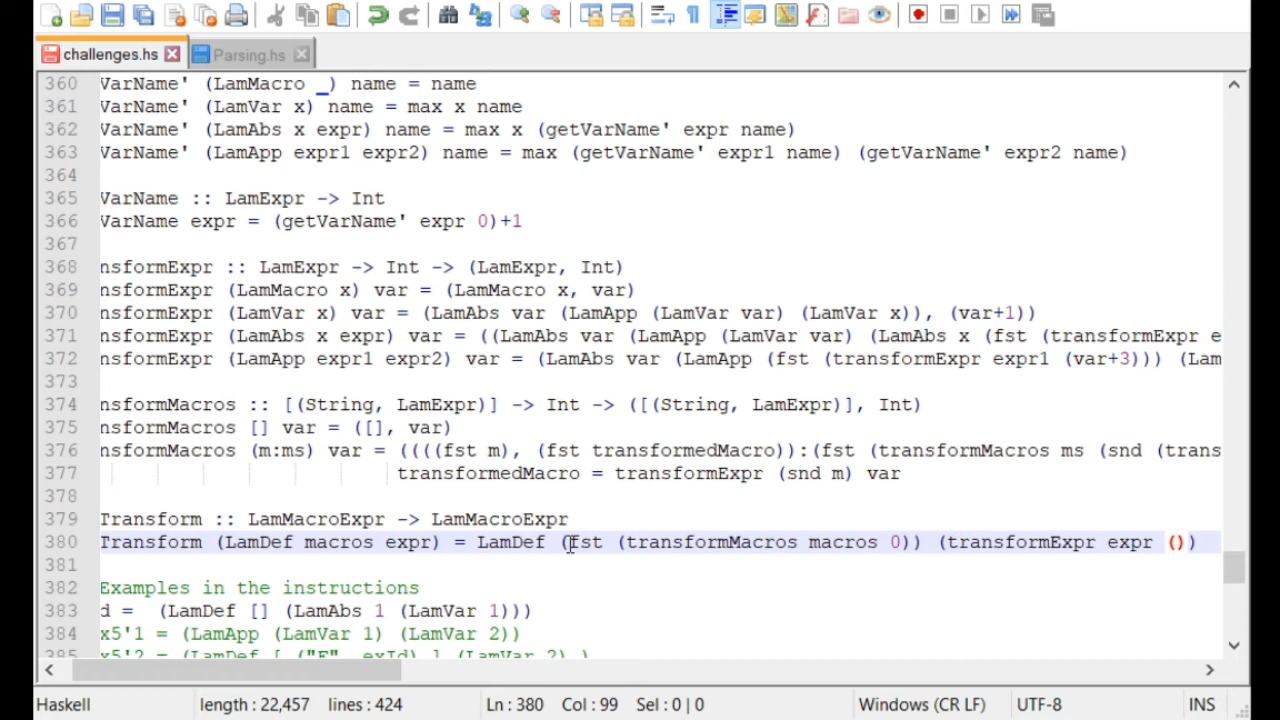 challenges.hs
Parsing.hs
360 VarName' (LamMacro _) name = name
361 VarName' (LamVar x) name = max x name
362 VarName' (LamAbs x expr) name = max x (getVarName' expr name)
363 VarName' (LamApp expr1 expr2) name = max (getVarName' expr1 name) (getVarName' expr2 name)
364
365 VarName :: LamExpr -> Int
366 VarName expr = (getVarName' expr 0)+1
367
368 nsformExpr :: LamExpr -> Int -> (LamExpr, Int)
369 nsformExpr (LamMacro x) var = (LamMacro x, var)
370 nsformExpr (LamVar x) var = (LamAbs var (LamApp (LamVar var) (LamVar x)), (var+1))
371 nsformExpr (LamAbs x expr) var = ((LamAbs var (LamApp (LamVar var) (LamAbs x (fst (transformExpr e
372 nsformExpr (LamApp expr1 expr2) var = (LamAbs var (LamApp (fst (transformExpr expr1 (var+3))) (Lam
373
374 nsformMacros :: [(String, LamExpr)] -> Int -> ([(String, LamExpr)], Int)
375 nsformMacros [] var = ([], var)
376 nsformMacros (m:ms) var = ((((fst m), (fst transformedMacro)):(fst (transformMacros ms (snd (trans
377 transformedMacro = transformExpr (snd m) var
378
379 Transform :: LamMacroExpr -> LamMacroExpr
380 Transform (LamDef macros expr) = LamDef (fst (transformMacros macros 0)) (transformExpr expr ())
381
382 Examples in the instructions
383 d = (LamDef [] (LamAbs 1 (LamVar 1)))
384 x5'1 = (LamApp (LamVar 1) (LamVar 2))
385 x5'2 = (LamDef [ ("F", exId) ] (LamVar 2) )
Haskell length : 22,457 lines : 424 Ln : 380 Col : 99 Sel : 0 | 0 Windows (CR LF) UTF-8 INS